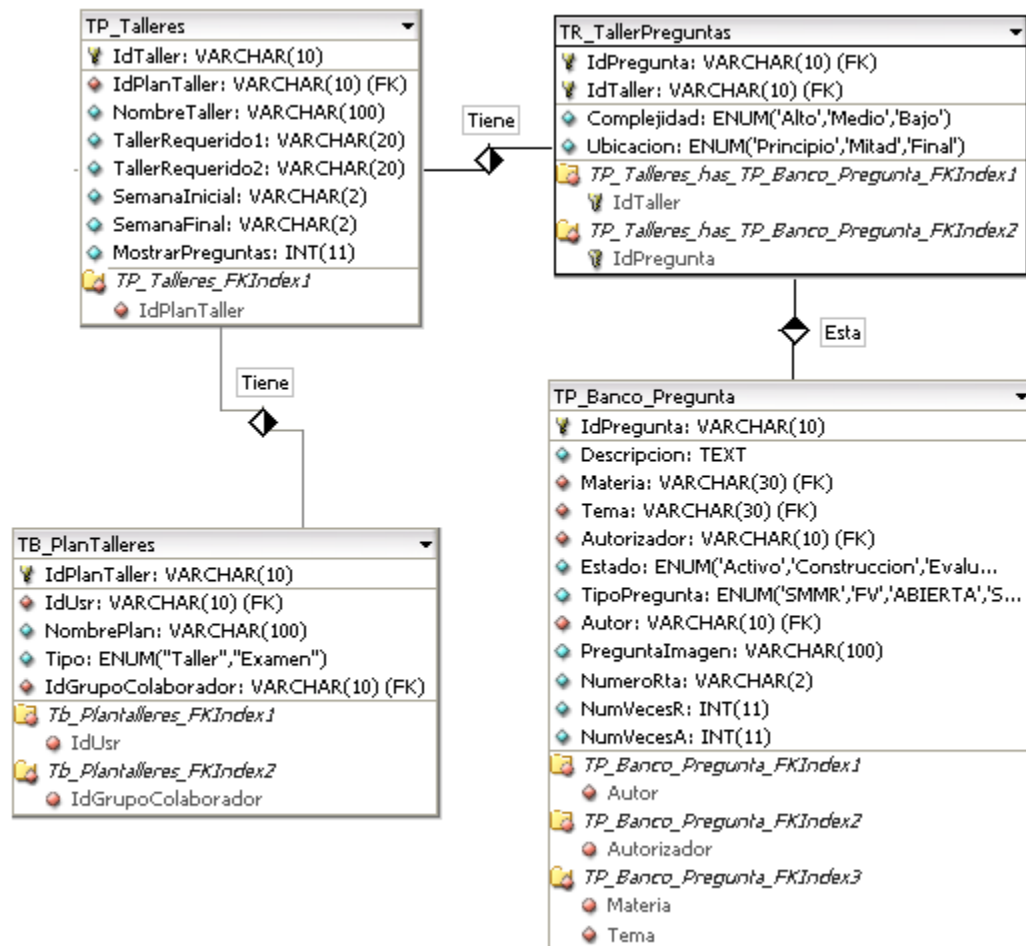 TP_Talleres
IdTaller: VARCHAR(10)
IdPlanTaller: VARCHAR(10) (FK)
NombreTaller: VARCHAR(100)
TallerRequerido1: VARCHAR(20)
TallerRequerido2: VARCHAR(20)
SemanaInicial: VARCHAR(2)
SemanaFinal: VARCHAR(2)
MostrarPreguntas: INT(11)
TP_Talleres_FKIndex1
IdPlanTaller
Tiene
TR_TallerPreguntas
IdPregunta: VARCHAR(10) (FK)
IdTaller: VARCHAR(10) (FK)
Complejidad: ENUM('Alto','Medio','Bajo')
Ubicacion: ENUM('Principio','Mitad','Final')
TP_Talleres_has_TP_Banco_Pregunta_FKIndex1
IdTaller
TP_Talleres_has_TP_Banco_Pregunta_FKIndex2
IdPregunta
Esta
Tiene
TB_PlanTalleres
IdPlanTaller: VARCHAR(10)
IdUsr: VARCHAR(10) (FK)
NombrePlan: VARCHAR(100)
Tipo: ENUM("Taller","Examen")
IdGrupoColaborador: VARCHAR(10) (FK)
Tb_Plantalleres_FKIndex1
IdUsr
Tb_Plantalleres_FKIndex2
IdGrupoColaborador
TP_Banco_Pregunta
IdPregunta: VARCHAR(10)
Descripcion: TEXT
Materia: VARCHAR(30) (FK)
Tema: VARCHAR(30) (FK)
Autorizador: VARCHAR(10) (FK)
Estado: ENUM('Activo','Construccion','Evalu...
TipoPregunta: ENUM('SMMR','FV','ABIERTA','S...
Autor: VARCHAR(10) (FK)
PreguntaImagen: VARCHAR(100)
NumeroRta: VARCHAR(2)
NumVecesR: INT(11)
NumVecesA: INT(11)
TP_Banco_Pregunta_FKIndex1
Autor
TP_Banco_Pregunta_FKIndex2
Autorizador
TP_Banco_Pregunta_FKIndex3
Materia
Tema